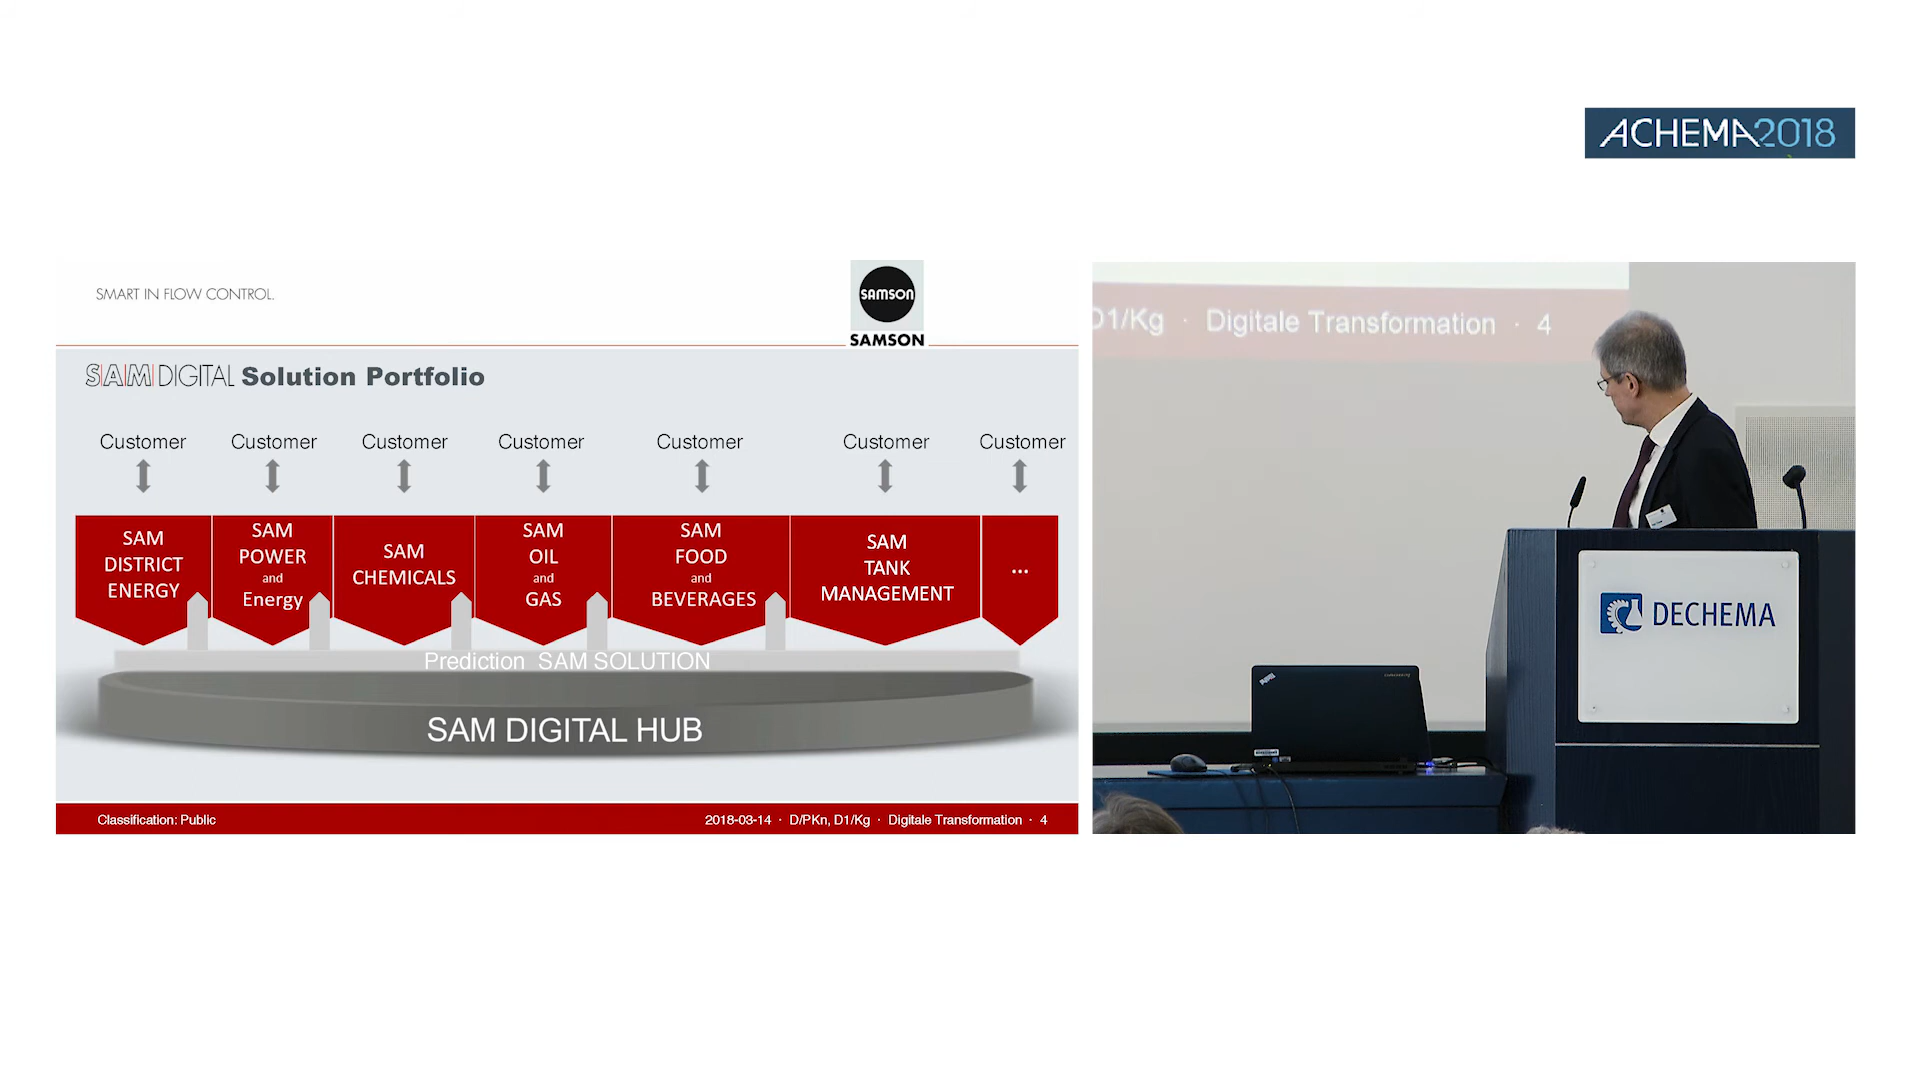 ACHEMA2018
SMART IN FLOW CONTROL.
samson
SAMSON
SAM DIGITAL Solution Portfolio
Customer Customer Customer Customer Customer Customer Customer
SAM
DISTRICT
ENERGY
SAM
POWER
and
Energy
SAM
CHEMICALS
SAM
OIL
and
GAS
SAM
FOOD
and
BEVERAGES
SAM
TANK
MANAGEMENT
...
Prediction SAM SOLUTION
SAM DIGITAL HUB
Classification: Public
2018-03-14 · D/PKn, D1/Kg · Digitale Transformation · 4
D1/Kg · Digitale Transformation · 4
DECHEMA